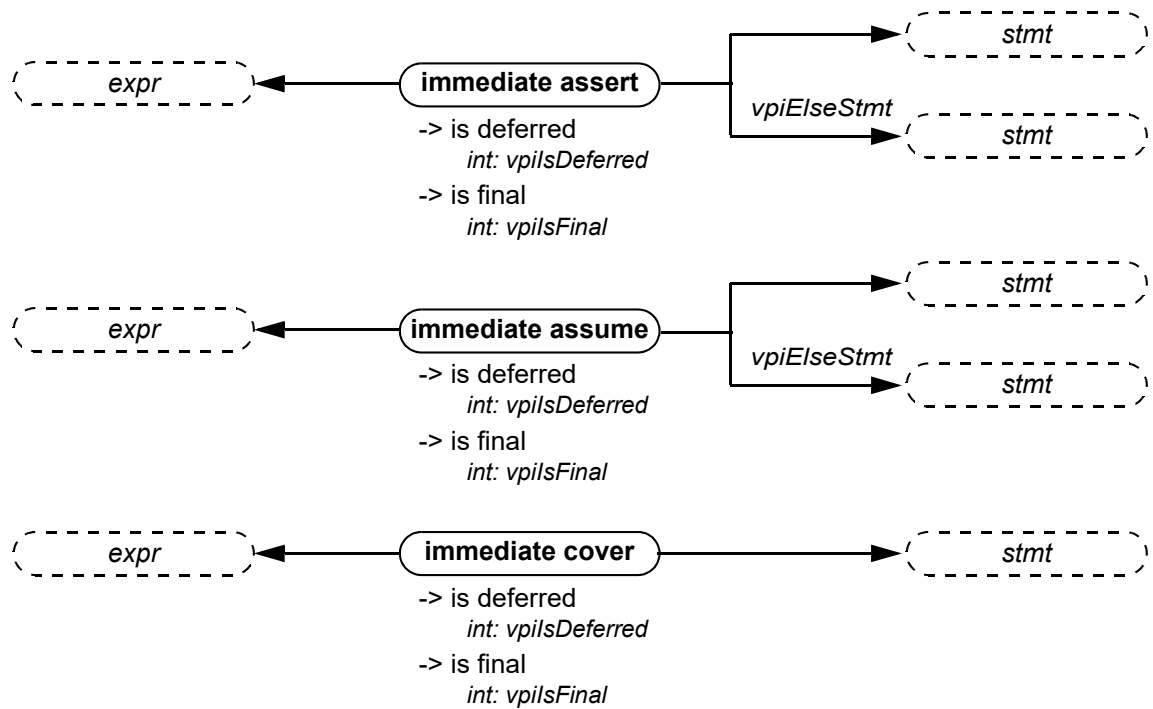 stmt
expr
immediate assert
vpiElseStmt
stmt
-> is deferred
int: vpiIsDeferred
-> is final
int: vpiIsFinal
stmt
expr
immediate assume
vpiElseStmt
stmt
-> is deferred
int: vpiIsDeferred
-> is final
int: vpiIsFinal
expr
immediate cover
stmt
-> is deferred
int: vpiIsDeferred
-> is final
int: vpiIsFinal